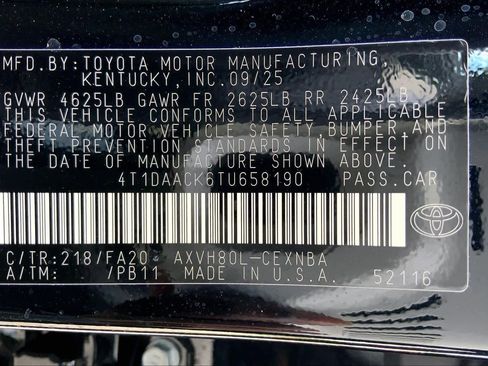 MFD.BY:TOYOTA MOTOR MANUFACTURING,
KENTUCKY,INC.09/25
GVWR 4625LB GAWR FR 2625LB RR 2425LB
THIS VEHICLE CONFORMS TO ALL APPLICABLE
FEDERAL MOTOR VEHICLE SAFETY, BUMPER,AND
THEFT PREVENTION STANDARDS IN EFFECT ON
THE DATE OF MANUFACTURE SHOWN ABOVE.
4T1DAACK6TU658190 PASS.CAR
C/TR:218/FA20 AXVH80L-CEXNBA
A/TM: /PB11 MADE IN U.S.A. 52116